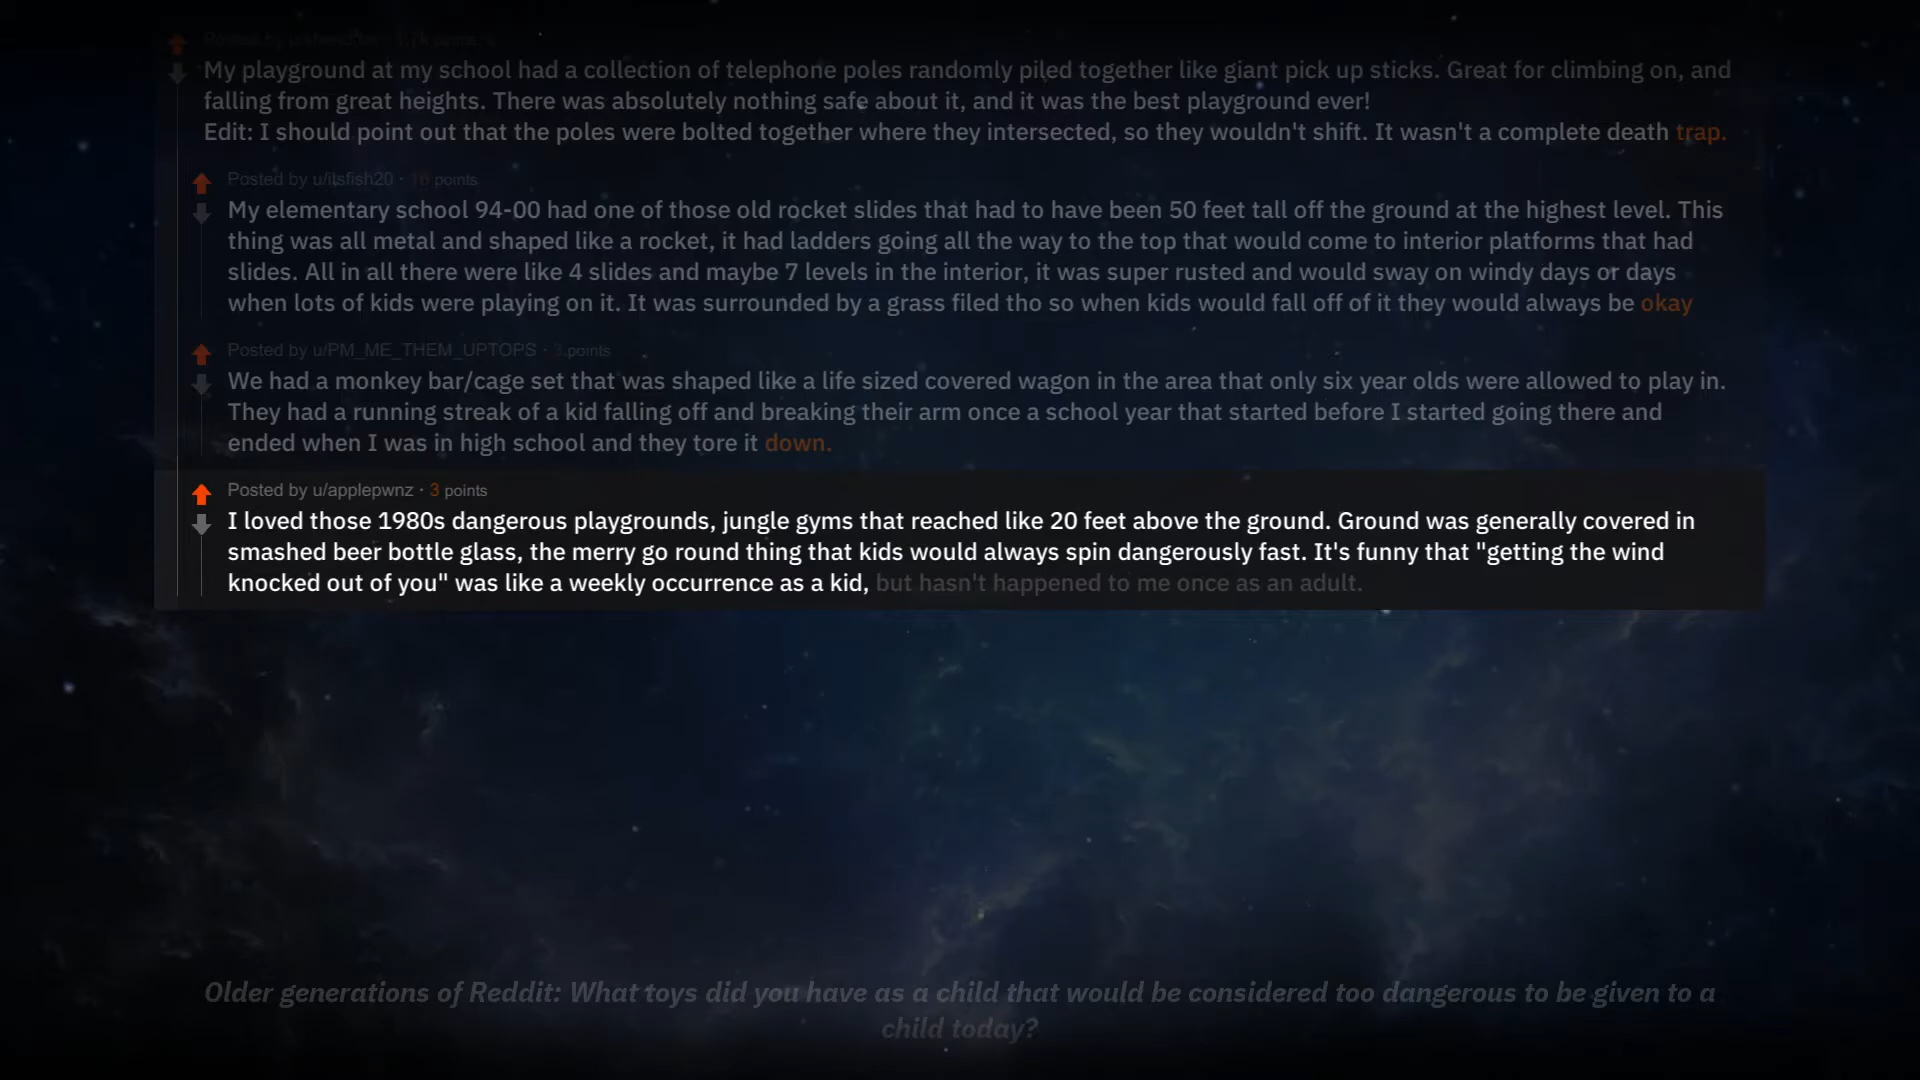 My playground at my school had a collection of telephone poles randomly piled together like giant pick up sticks. Great for climbing on, and
falling from great heights. There was absolutely nothing safe about it, and it was the best playground ever!
Edit: I should point out that the poles were bolted together where they intersected, so they wouldn't shift. It wasn't a complete death trap.
Posted by u/itsfish20 · 10 points
My elementary school 94-00 had one of those old rocket slides that had to have been 50 feet tall off the ground at the highest level. This
thing was all metal and shaped like a rocket, it had ladders going all the way to the top that would come to interior platforms that had
slides. All in all there were like 4 slides and maybe 7 levels in the interior, it was super rusted and would sway on windy days or days
when lots of kids were playing on it. It was surrounded by a grass filed tho so when kids would fall off of it they would always be okay
Posted by u/PM_ME_THEM_UPTOPS · 3 points
We had a monkey bar/cage set that was shaped like a life sized covered wagon in the area that only six year olds were allowed to play in.
They had a running streak of a kid falling off and breaking their arm once a school year that started before I started going there and
ended when I was in high school and they tore it down.
Posted by u/applepwnz · 3 points
I loved those 1980s dangerous playgrounds, jungle gyms that reached like 20 feet above the ground. Ground was generally covered in
smashed beer bottle glass, the merry go round thing that kids would always spin dangerously fast. It's funny that "getting the wind
knocked out of you" was like a weekly occurrence as a kid, but hasn't happened to me once as an adult.
Older generations of Reddit: What toys did you have as a child that would be considered too dangerous to be given to a
child today?